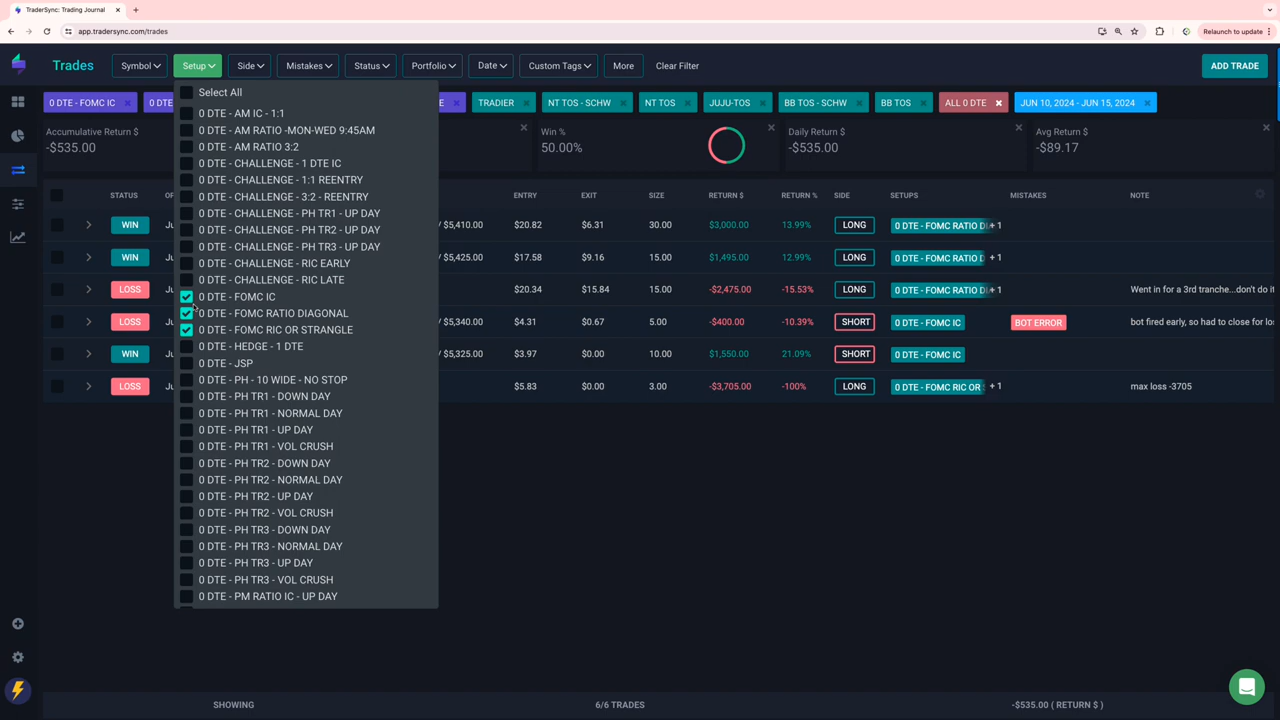 TraderSync: Trading Journal
app.tradersync.com/trades
Relaunch to update
Trades
Symbol
Setup
Side
Mistakes
Status
Portfolio
Date
Custom Tags
More
Clear Filter
ADD TRADE
0 DTE - FOMC IC
0 DTE
E
TRADIER
NT TOS - SCHW
NT TOS
JUJU-TOS
BB TOS - SCHW
BB TOS
ALL 0 DTE
JUN 10, 2024 - JUN 15, 2024
Accumulative Return $
-$535.00
Win %
50.00%
Daily Return $
-$535.00
Avg Return $
-$89.17
Select All
0 DTE - AM IC - 1:1
0 DTE - AM RATIO -MON-WED 9:45AM
0 DTE - AM RATIO 3:2
0 DTE - CHALLENGE - 1 DTE IC
0 DTE - CHALLENGE - 1:1 REENTRY
0 DTE - CHALLENGE - 3:2 - REENTRY
0 DTE - CHALLENGE - PH TR1 - UP DAY
0 DTE - CHALLENGE - PH TR2 - UP DAY
0 DTE - CHALLENGE - PH TR3 - UP DAY
0 DTE - CHALLENGE - RIC EARLY
0 DTE - CHALLENGE - RIC LATE
0 DTE - FOMC IC
0 DTE - FOMC RATIO DIAGONAL
0 DTE - FOMC RIC OR STRANGLE
0 DTE - HEDGE - 1 DTE
0 DTE - JSP
0 DTE - PH - 10 WIDE - NO STOP
0 DTE - PH TR1 - DOWN DAY
0 DTE - PH TR1 - NORMAL DAY
0 DTE - PH TR1 - UP DAY
0 DTE - PH TR1 - VOL CRUSH
0 DTE - PH TR2 - DOWN DAY
0 DTE - PH TR2 - NORMAL DAY
0 DTE - PH TR2 - UP DAY
0 DTE - PH TR2 - VOL CRUSH
0 DTE - PH TR3 - DOWN DAY
0 DTE - PH TR3 - NORMAL DAY
0 DTE - PH TR3 - UP DAY
0 DTE - PH TR3 - VOL CRUSH
0 DTE - PM RATIO IC - UP DAY
STATUS ENTRY EXIT SIZE RETURN $ RETURN % SIDE SETUPS MISTAKES NOTE
WIN / $5,410.00 $20.82 $6.31 30.00 $3,000.00 13.99% LONG 0 DTE - FOMC RATIO + 1
WIN / $5,425.00 $17.58 $9.16 15.00 $1,495.00 12.99% LONG 0 DTE - FOMC RATIO D + 1
LOSS $20.34 $15.84 15.00 -$2,475.00 -15.53% LONG 0 DTE - FOMC RATIO + 1 Went in for a 3rd tranche...don't do it
LOSS / $5,340.00 $4.31 $0.67 5.00 -$400.00 -10.39% SHORT 0 DTE - FOMC IC BOT ERROR bot fired early, so had to close for
WIN / $5,325.00 $3.97 $0.00 10.00 $1,550.00 21.09% SHORT 0 DTE - FOMC IC
LOSS $5.83 $0.00 3.00 -$3,705.00 -100% LONG 0 DTE - FOMC RIC OR + 1 max loss -3705
SHOWING 6/6 TRADES -$535.00 ( RETURN $ )